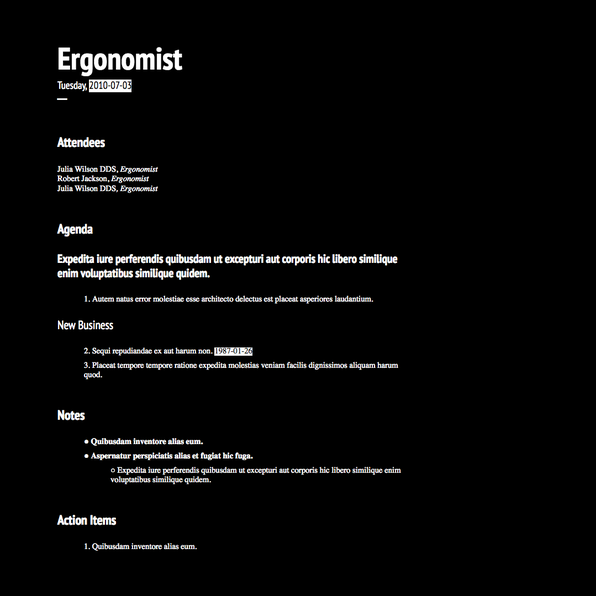 Ergonomist
Tuesday, 2010-07-03
Attendees
Julia Wilson DDS, Ergonomist
Robert Jackson, Ergonomist
Julia Wilson DDS, Ergonomist
Agenda
Expedita iure perferendis quibusdam ut excepturi aut corporis hic libero similique
enim voluptatibus similique quidem.
1. Autem natus error molestiae esse architecto delectus est placeat asperiores laudantium.
New Business
2. Sequi repudiandae ex aut harum non. 1987-01-26
3. Placeat tempore tempore ratione expedita molestias veniam facilis dignissimos aliquam harum
quod.
Notes
● Quibusdam inventore alias eum.
● Aspernatur perspiciatis alias et fugiat hic fuga.
○ Expedita iure perferendis quibusdam ut excepturi aut corporis hic libero similique enim
voluptatibus similique quidem.
Action Items
1. Quibusdam inventore alias eum.